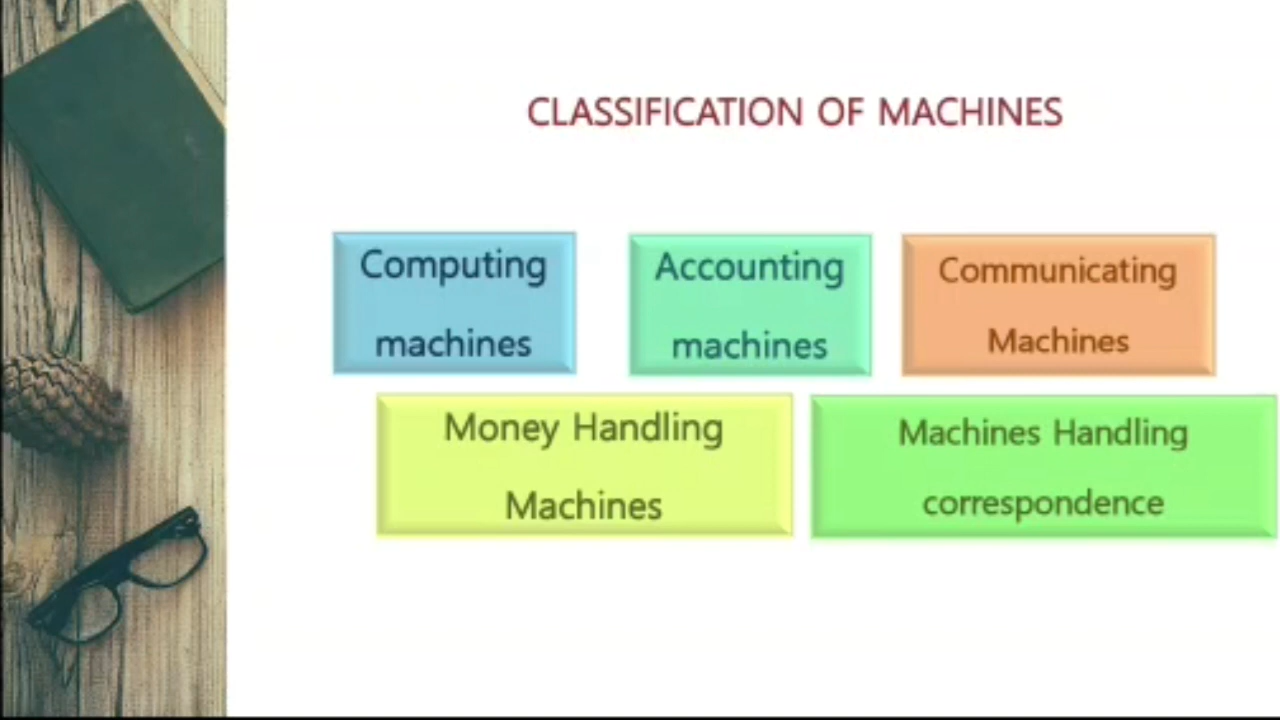 CLASSIFICATION OF MACHINES
Computing
machines
Accounting
machines
Communicating
Machines
Money Handling
Machines
Machines Handling
correspondence